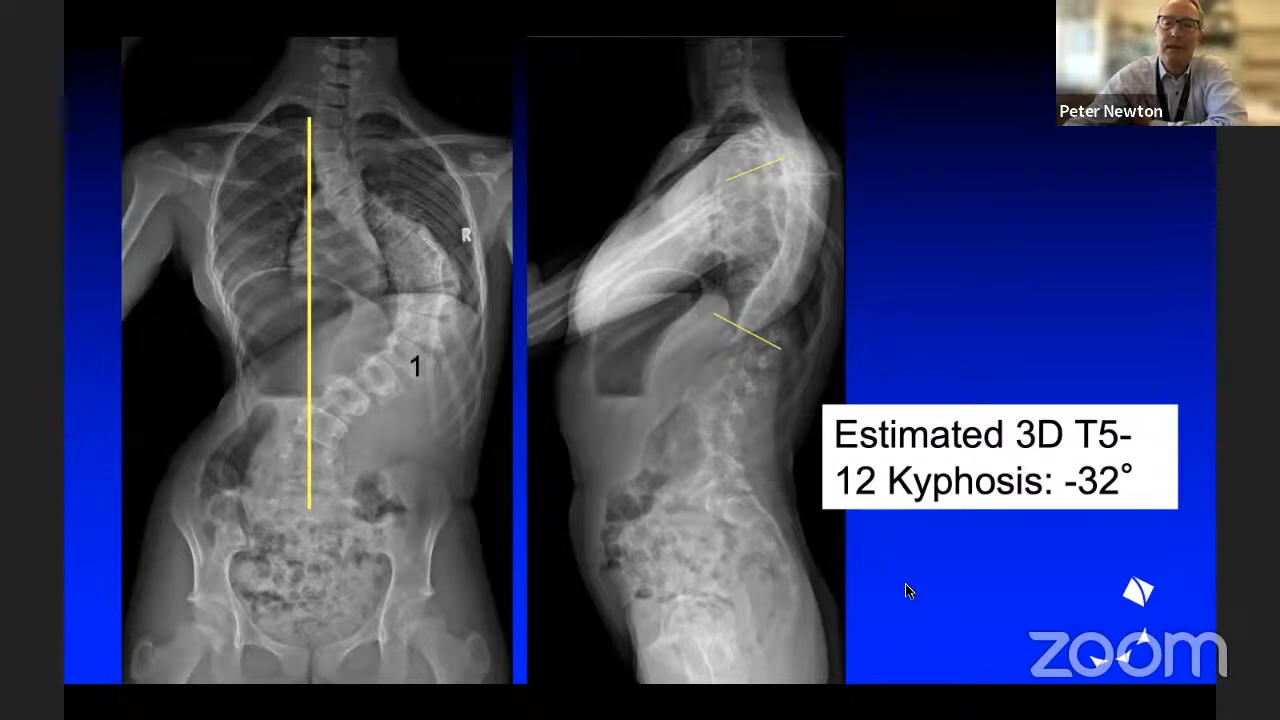 Peter Newton
R
1
Estimated 3D T5-
12 Kyphosis: -32°
zoom